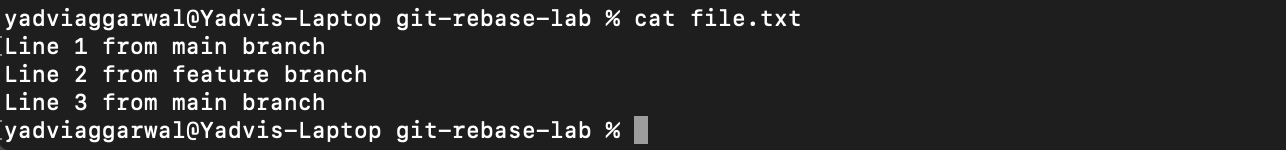 yadviaggarwal@Yadvis-Laptop git-rebase-lab % cat file.txt
Line 1 from main branch
Line 2 from feature branch
Line 3 from main branch
yadviaggarwal@Yadvis-Laptop git-rebase-lab %